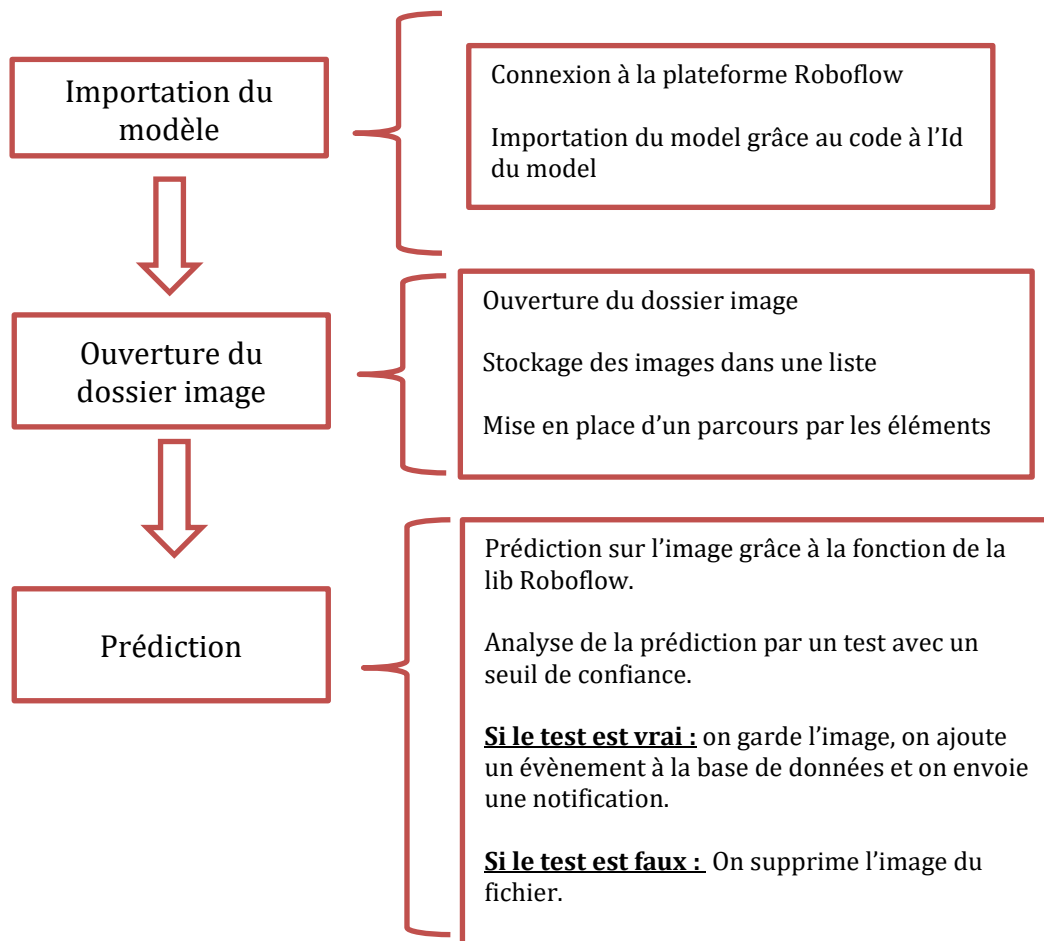 Importation du
modèle
Connexion à la plateforme Roboflow
Importation du model grâce au code à l’Id
du model
Ouverture du
dossier image
Ouverture du dossier image
Stockage des images dans une liste
Mise en place d’un parcours par les éléments
Prédiction
Prédiction sur l’image grâce à la fonction de la
lib Roboflow.
Analyse de la prédiction par un test avec un
seuil de confiance.
Si le test est vrai : on garde l’image, on ajoute
un évènement à la base de données et on envoie
une notification.
Si le test est faux : On supprime l’image du
fichier.